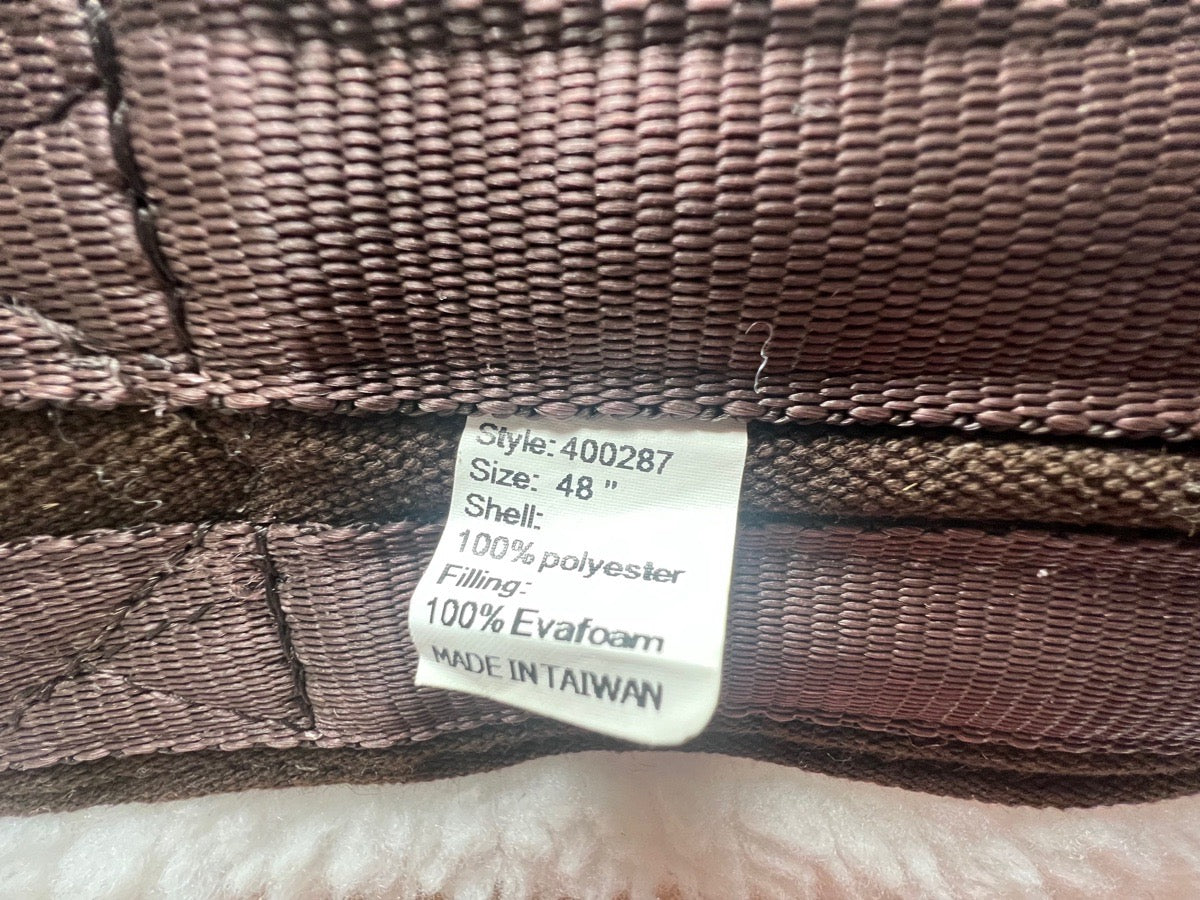 Style: 400287
Size: 48 "
Shell:
100% polyester
Filling:
100% Evafoam
MADE IN TAIWAN